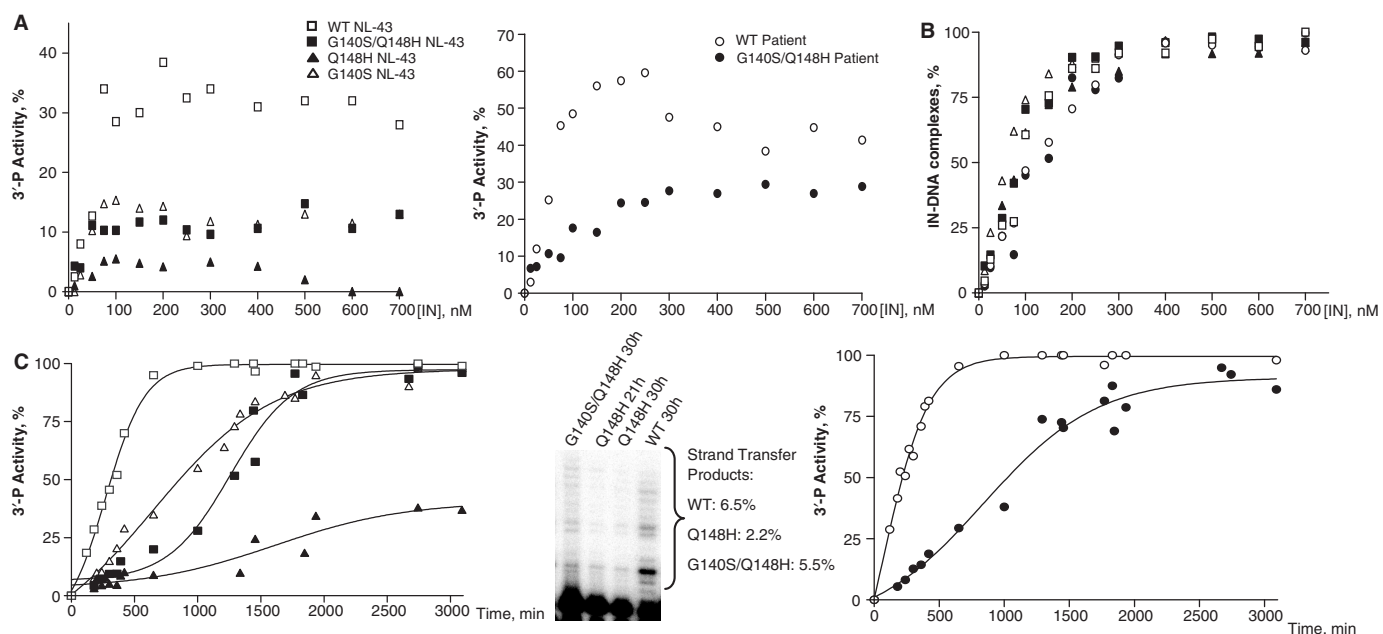 A
WT NL-43
G140S/Q148H NL-43
Q148H NL-43
G140S NL-43
3′-P Activity, %
40
30
20
10
0
0 100 200 300 400 500 600 700 [IN], nM
WT Patient
G140S/Q148H Patient
3′-P Activity, %
70
60
50
40
30
20
10
0
0 100 200 300 400 500 600 700 [IN], nM
B
IN-DNA complexes, %
100
75
50
25
0
0 100 200 300 400 500 600 700 [IN], nM
C
3′-P Activity, %
100
75
50
25
0
0 500 1000 1500 2000 2500 3000 Time, min
G140S/Q148H 30h
Q148H 21h
Q148H 30h
WT 30h
Strand Transfer
Products:
WT: 6.5%
Q148H: 2.2%
G140S/Q148H: 5.5%
3′-P Activity, %
100
75
50
25
0
0 500 1000 1500 2000 2500 3000
Time, min